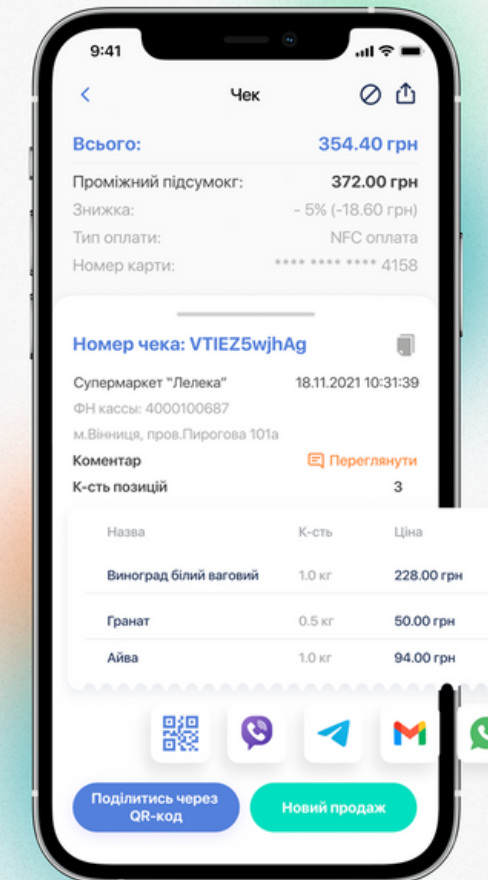 9:41
Чек
Всього: 354.40 грн
Проміжний підсумокг: 372.00 грн
Знижка: - 5% (-18.60 грн)
Тип оплати: NFC оплата
Номер карти: **** **** **** 4158
Номер чека: VTIEZ5wjhAg
Супермаркет "Лелека" 18.11.2021 10:31:39
ФН кассы: 4000100687
м.Вінниця, пров.Пирогова 101а
Коментар Переглянути
К-сть позицій 3
Назва К-сть Ціна
Виноград білий ваговий 1.0 кг 228.00 грн
Гранат 0.5 кг 50.00 грн
Айва 1.0 кг 94.00 грн
Поділитись через
QR-код
Новий продаж